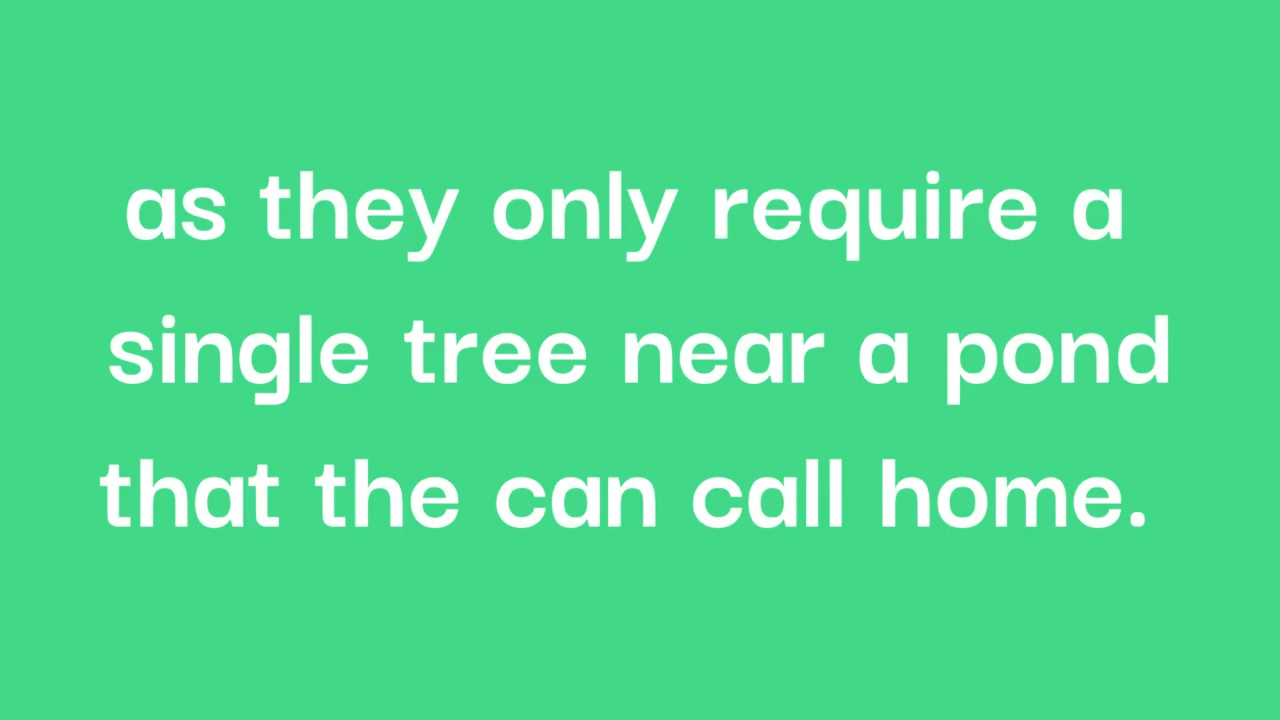 as they only require a
single tree near a pond
that the can call home.